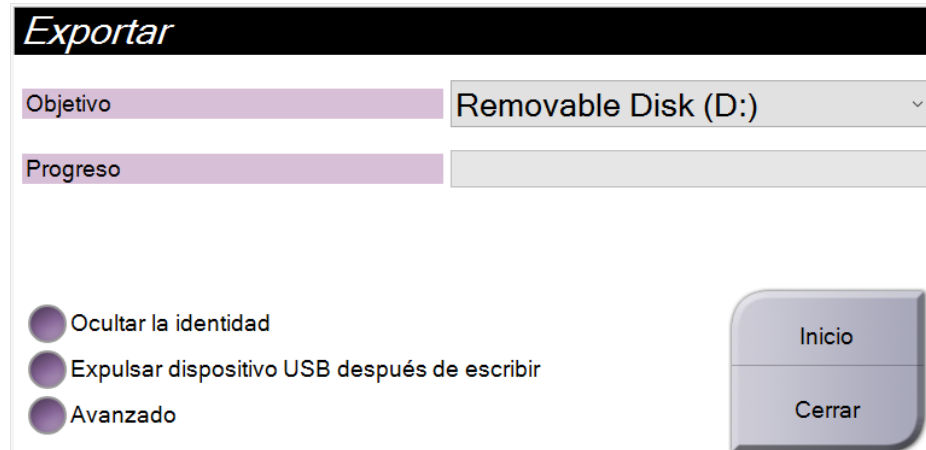 Exportar
Objetivo
Removable Disk (D:)
Progreso
Ocultar la identidad
Expulsar dispositivo USB después de escribir
Avanzado
Inicio
Cerrar